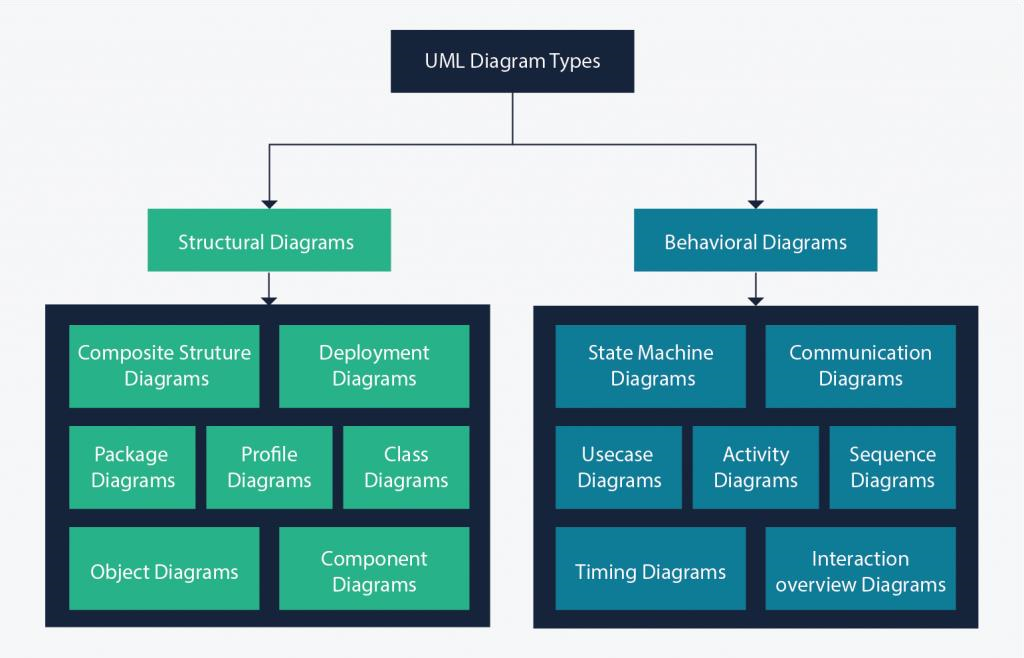 UML Diagram Types
Structural Diagrams
Behavioral Diagrams
Composite Struture
Diagrams
Deployment
Diagrams
Package
Diagrams
Profile
Diagrams
Class
Diagrams
Object Diagrams
Component
Diagrams
State Machine
Diagrams
Communication
Diagrams
Usecase
Diagrams
Activity
Diagrams
Sequence
Diagrams
Timing Diagrams
Interaction
overview Diagrams